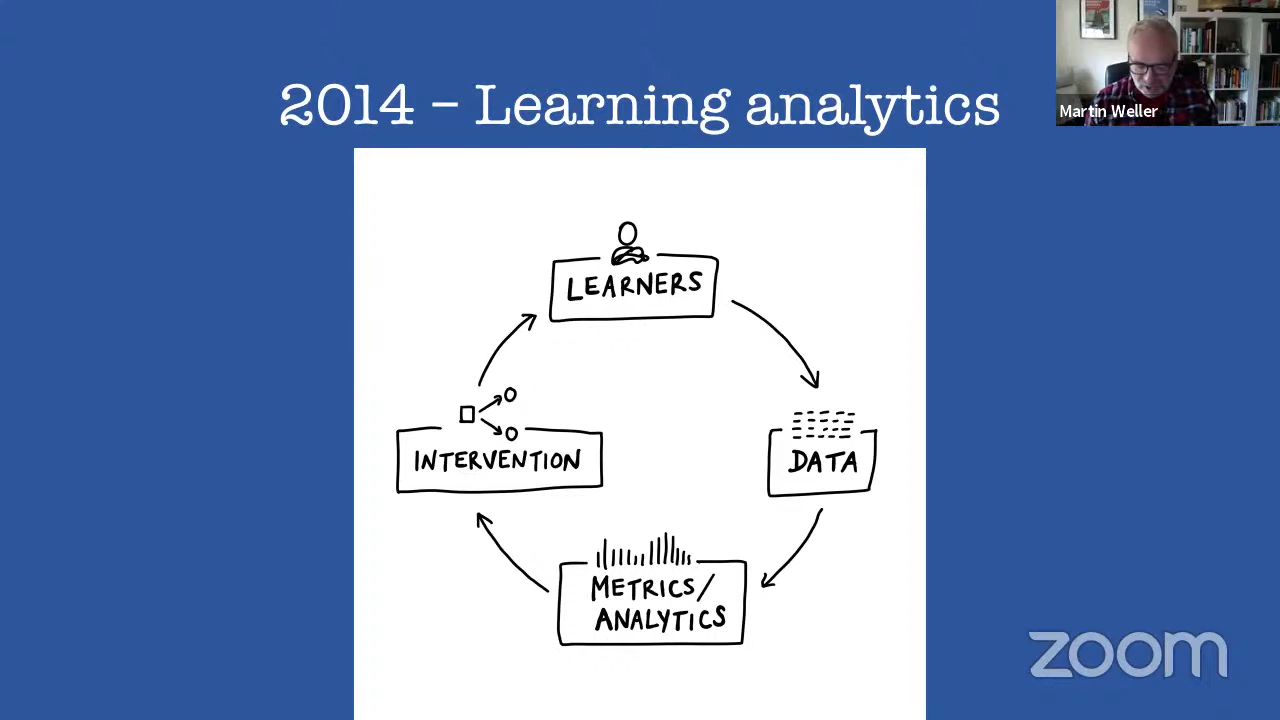 2014 – Learning analytics
Martin Weller
LEARNERS
INTERVENTION
DATA
METRICS/
ANALYTICS
zoom